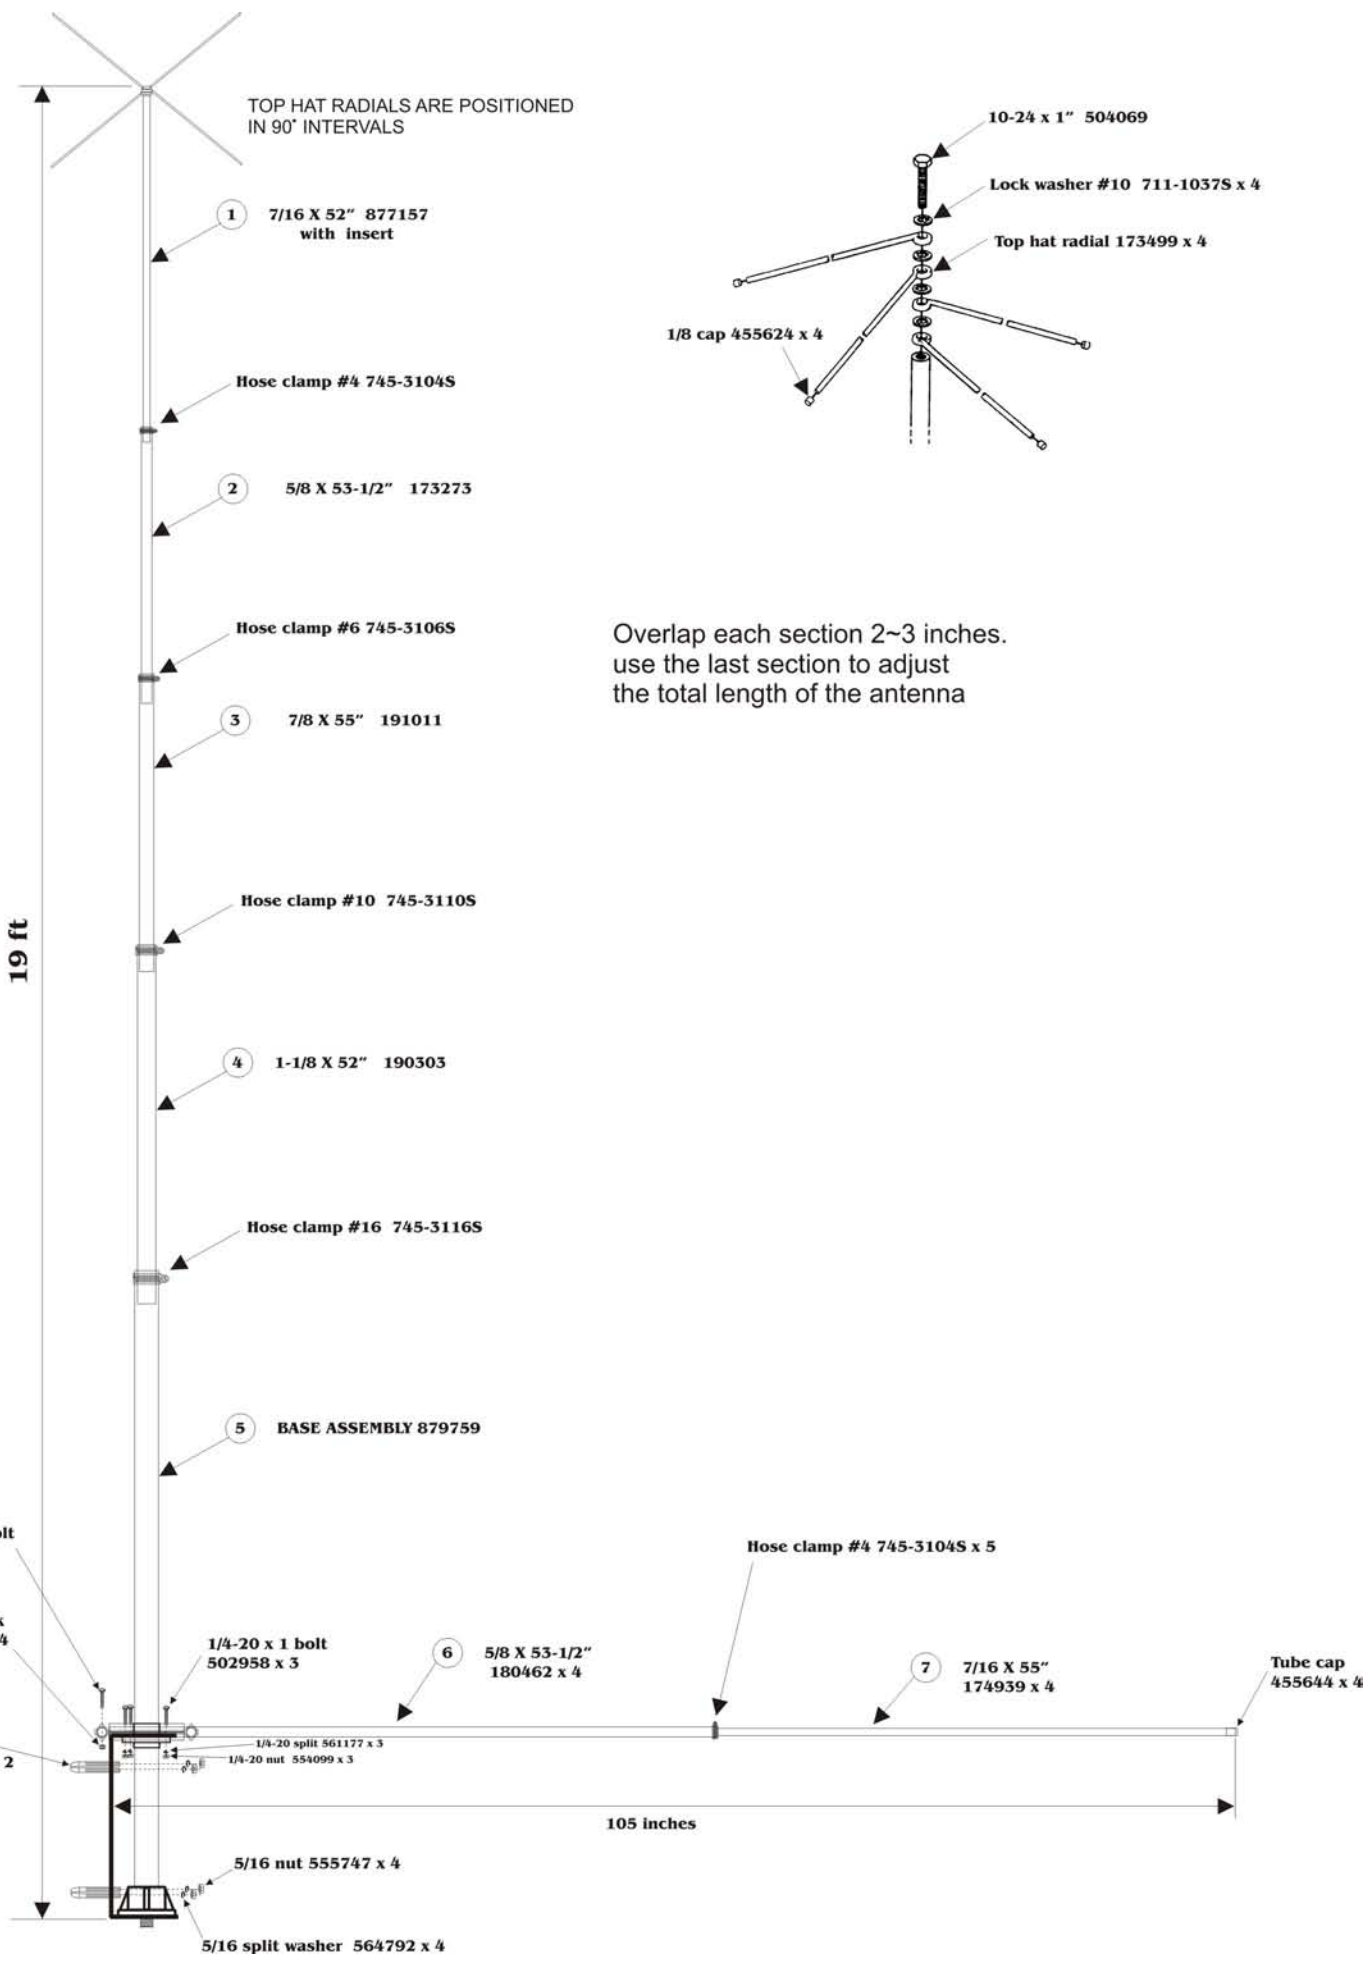 TOP HAT RADIALS ARE POSITIONED
IN 90° INTERVALS
10-24 x 1" 504069
Lock washer #10 711-1037S x 4
Top hat radial 173499 x 4
1/8 cap 455624 x 4
1 7/16 X 52" 877157
with insert
Hose clamp #4 745-3104S
2 5/8 X 53-1/2" 173273
Hose clamp #6 745-3106S
Overlap each section 2~3 inches.
use the last section to adjust
the total length of the antenna
3 7/8 X 55" 191011
Hose clamp #10 745-3110S
19 ft
4 1-1/8 X 52" 190303
Hose clamp #16 745-3116S
5 BASE ASSEMBLY 879759
Hose clamp #4 745-3104S x 5
4
1/4-20 x 1 bolt
502958 x 3
6 5/8 X 53-1/2"
180462 x 4
7 7/16 X 55"
174939 x 4
Tube cap
455644 x 4
1/4-20 split 561177 x 3
1/4-20 nut 554099 x 3
2
105 inches
5/16 nut 555747 x 4
5/16 split washer 564792 x 4